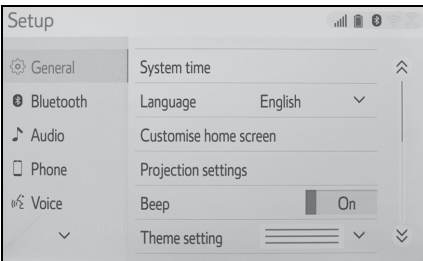 Setup
General
System time
Bluetooth
Language English
Audio
Customise home screen
Phone
Projection settings
Voice
Beep On
Theme setting